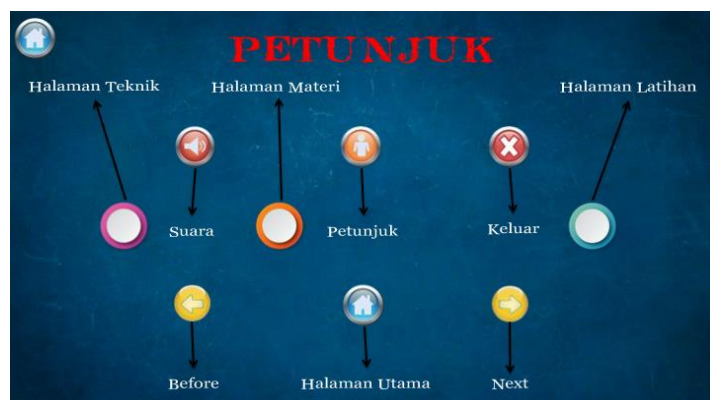 PETUNJUK
Halaman Teknik
Halaman Materi
Halaman Latihan
Suara
Petunjuk
Keluar
Before
Halaman Utama
Next